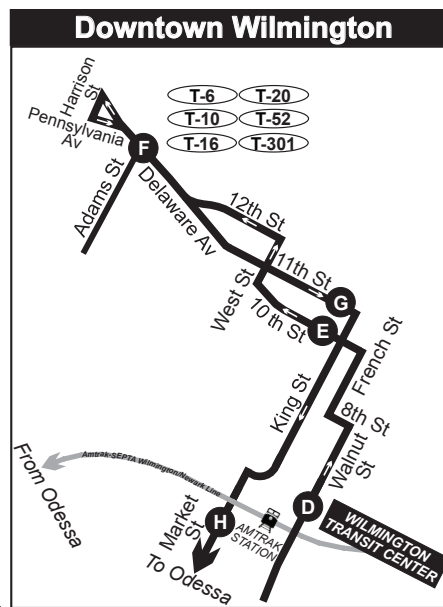 Downtown Wilmington
Harrison
St
T-6
T-20
Pennsylvania
Av
T-10
T-52
F
T-16
T-301
Adams St
Delaware Av
12th St
11th St
G
West St
10th St
E
French St
King St
8th St
Walnut
St
From Odessa
Amtrak-SEPTA Wilmington/Newark Line
D
Market
St
H
AMTRAK
STATION
WILMINGTON
TRANSIT CENTER
To Odessa